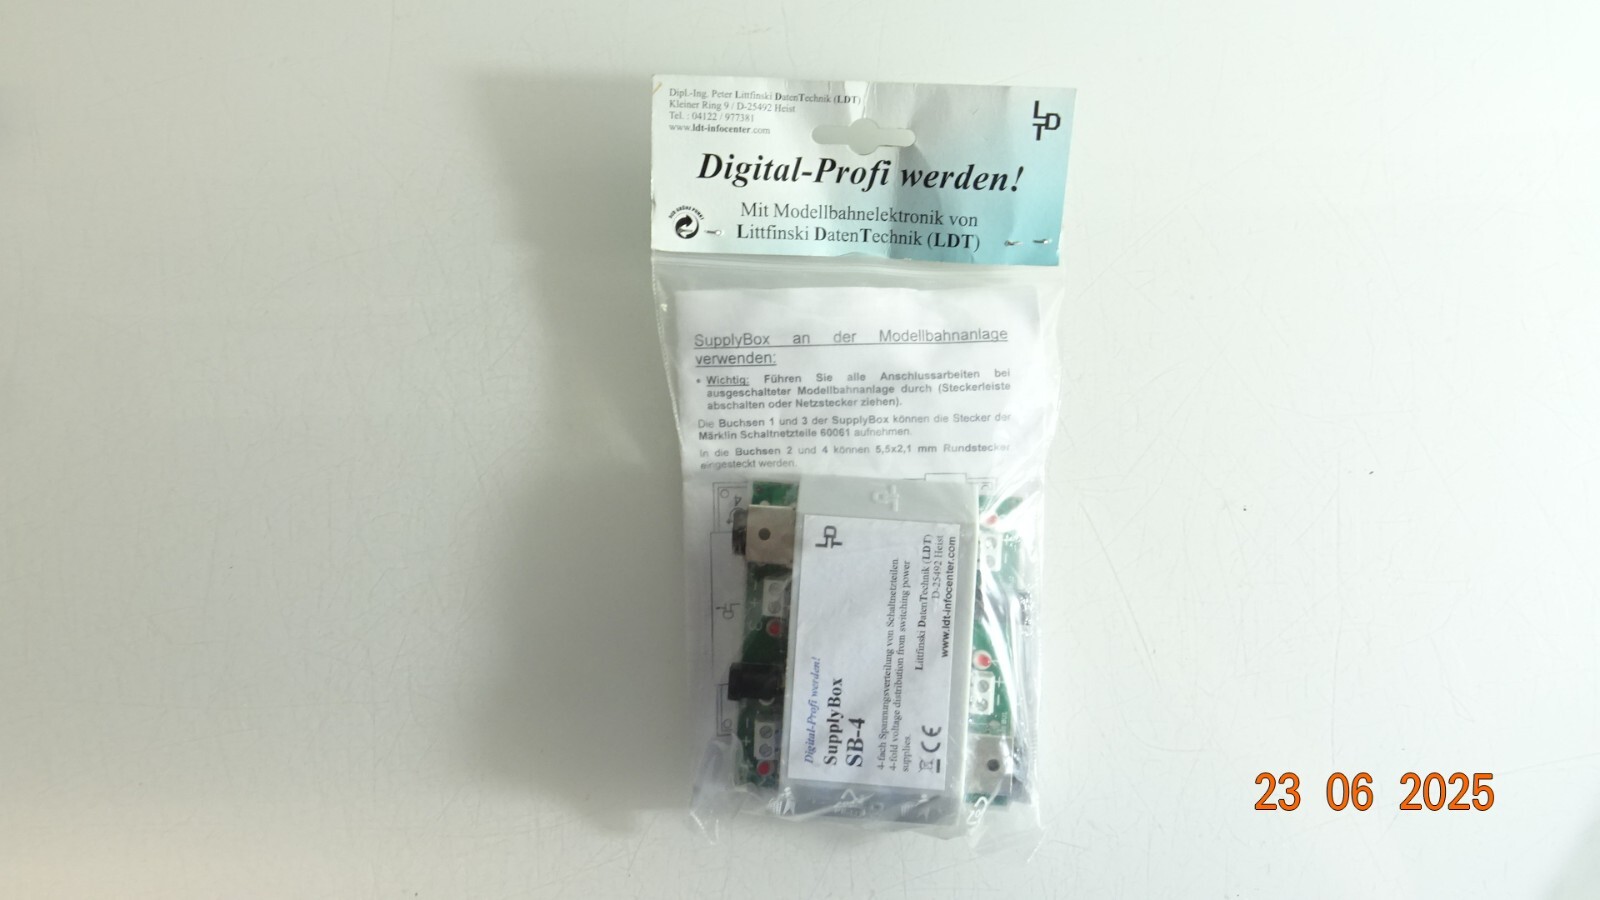 Dipl.-Ing. Peter Littfinski DatenTechnik (LDT)
Kleiner Ring 9 / D-25492 Heist
Tel. : 04122 / 977381
www.ldt-infocenter.com
LDT
Digital-Profi werden!
Mit Modellbahnelektronik von
Littfinski DatenTechnik (LDT)
DER GRÜNE PUNKT
SupplyBox an der Modellbahnanlage
verwenden:
• Wichtig: Führen Sie alle Anschlussarbeiten bei
ausgeschalteter Modellbahnanlage durch (Steckerleiste
abschalten oder Netzstecker ziehen).
Die Buchsen 1 und 3 der SupplyBox können die Stecker der
Märklin Schaltnetzteile 60061 aufnehmen.
In die Buchsen 2 und 4 können 5,5x2,1 mm Rundstecker
eingesteckt werden.
LDT
Digital-Profi werden!
SupplyBox
SB-4
4-fach Spannungsverteilung von Schaltnetzteilen
4-fold voltage distribution from switching power
supplies
Littfinski DatenTechnik (LDT)
D-25492 Heist
www.ldt-infocenter.com
CE
23 06 2025